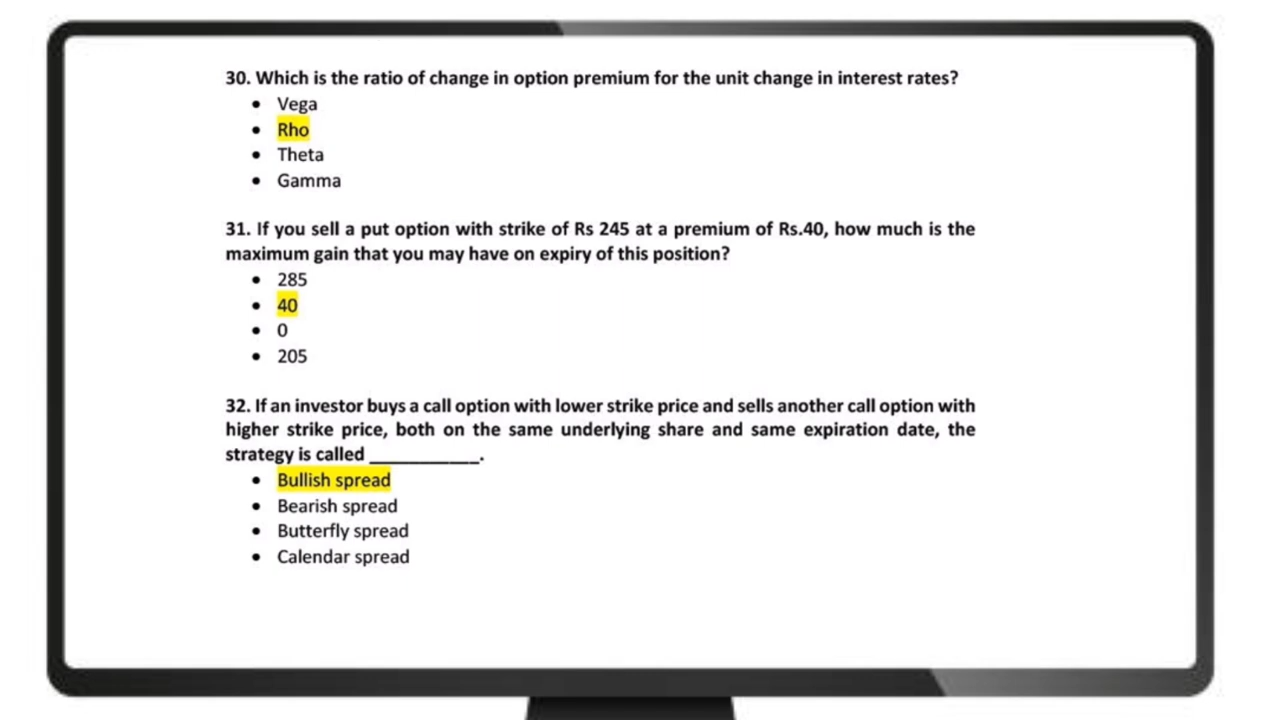 30. Which is the ratio of change in option premium for the unit change in interest rates?
• Vega
• Rho
• Theta
• Gamma
31. If you sell a put option with strike of Rs 245 at a premium of Rs.40, how much is the
maximum gain that you may have on expiry of this position?
• 285
• 40
• 0
• 205
32. If an investor buys a call option with lower strike price and sells another call option with
higher strike price, both on the same underlying share and same expiration date, the
strategy is called ___________.
• Bullish spread
• Bearish spread
• Butterfly spread
• Calendar spread